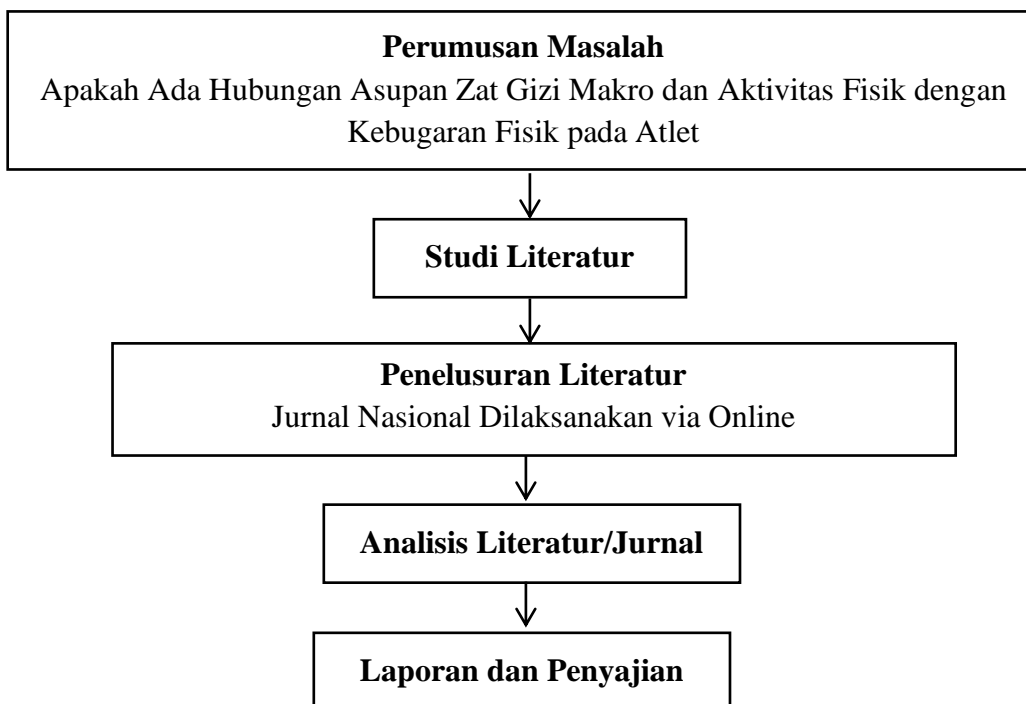 Perumusan Masalah
Apakah Ada Hubungan Asupan Zat Gizi Makro dan Aktivitas Fisik dengan
Kebugaran Fisik pada Atlet
Studi Literatur
Penelusuran Literatur
Jurnal Nasional Dilaksanakan via Online
Analisis Literatur/Jurnal
Laporan dan Penyajian